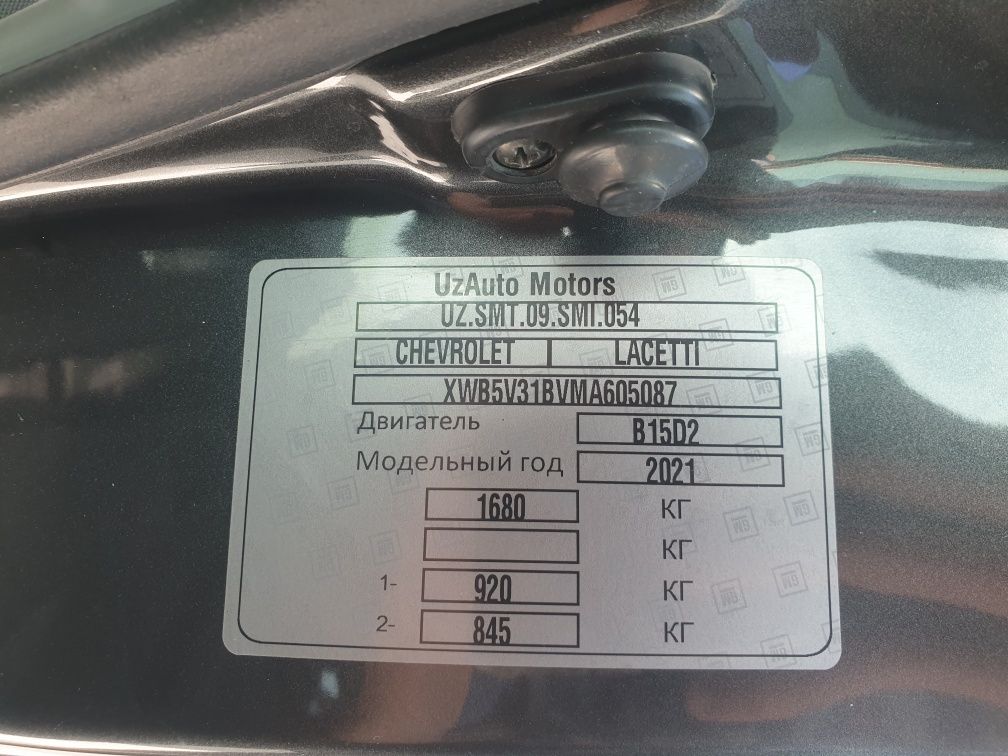 UzAuto Motors
UZ.SMT.09.SMI.054
CHEVROLET LACETTI
XWB5V31BVMA605087
Двигатель B15D2
Модельный год 2021
1680 КГ
КГ
1- 920 КГ
2- 845 КГ